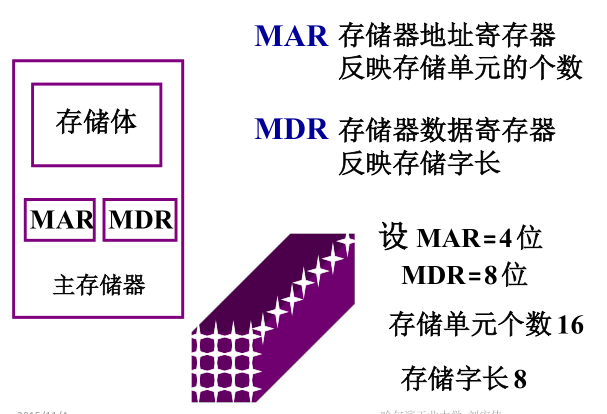 MAR 存储器地址寄存器
反映存储单元的个数
存储体
MDR 存储器数据寄存器
反映存储字长
MAR MDR
主存储器
设 MAR=4位
MDR=8位
存储单元个数16
存储字长8